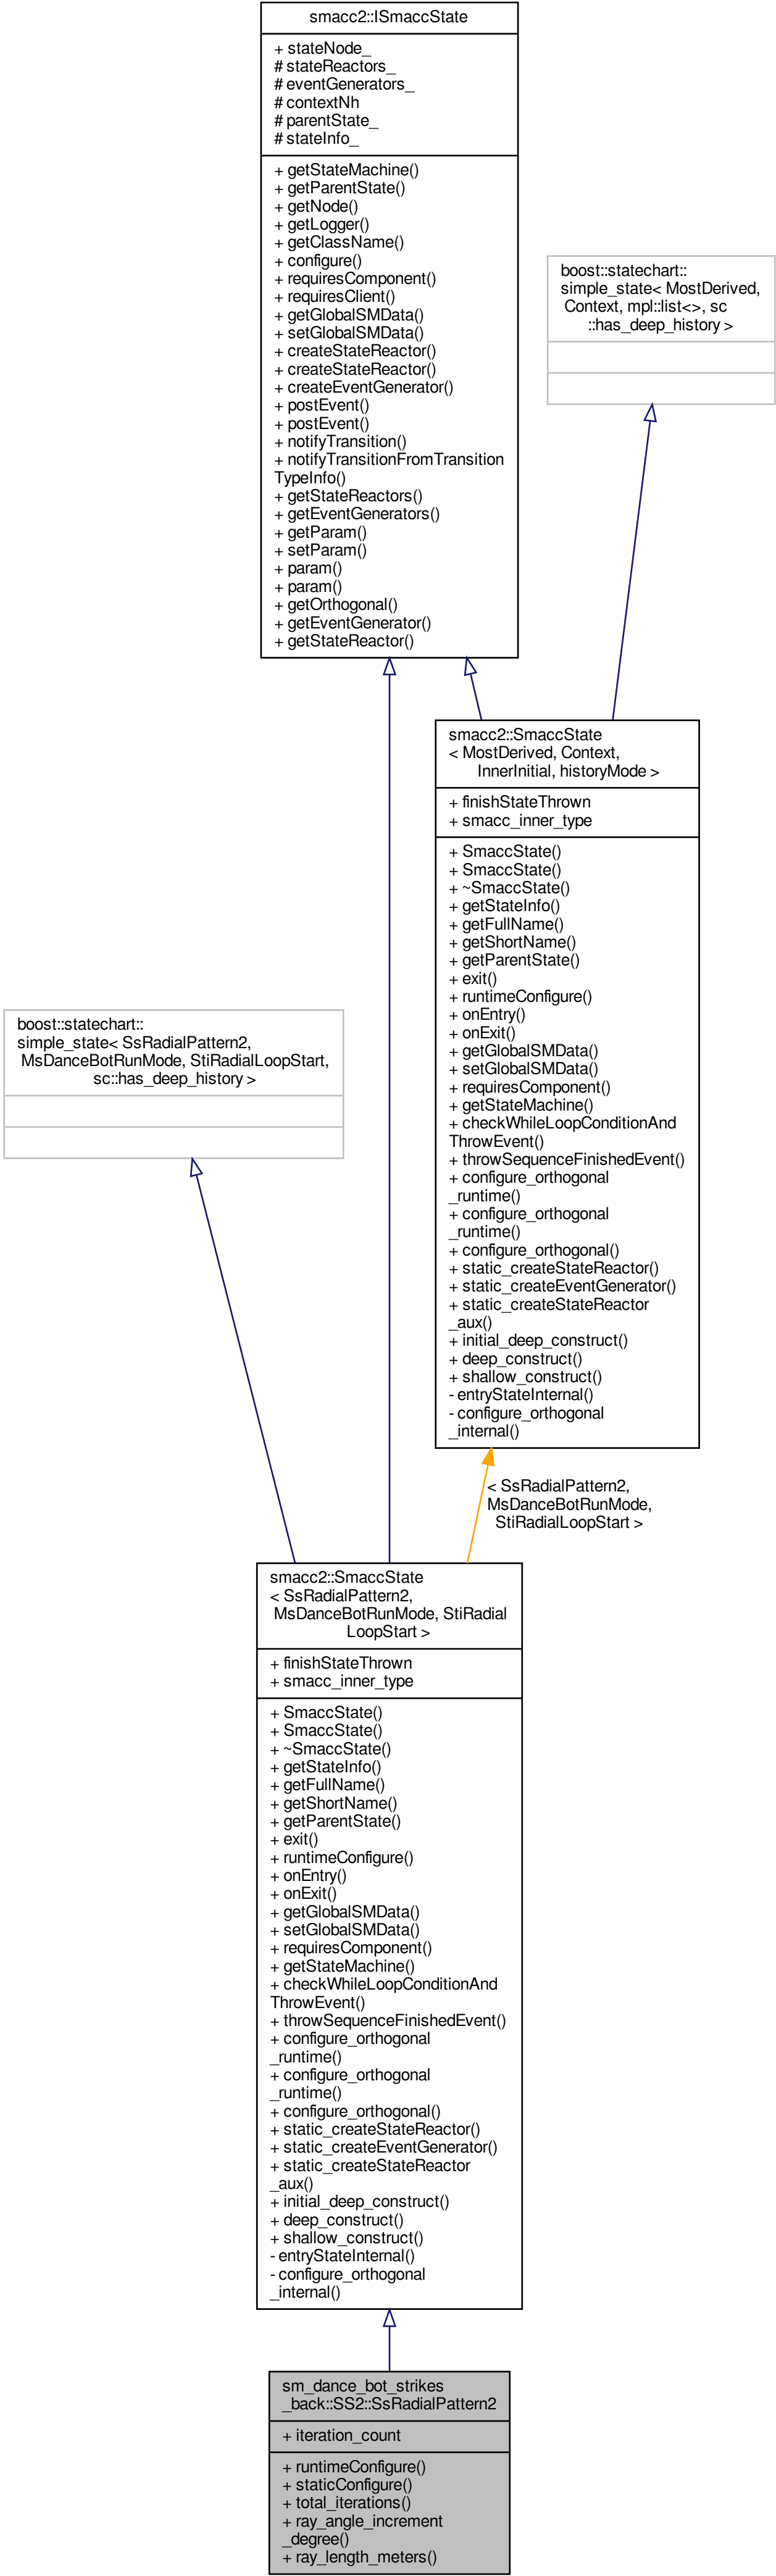 smacc2::ISmaccState
+ stateNode_
# stateReactors_
# eventGenerators_
# contextNh
# parentState_
# stateInfo_
+ getStateMachine()
+ getParentState()
+ getNode()
+ getLogger()
+ getClassName()
+ configure()
+ requiresComponent()
+ requiresClient()
+ getGlobalSMData()
+ setGlobalSMData()
+ createStateReactor()
+ createStateReactor()
+ createEventGenerator()
+ postEvent()
+ postEvent()
+ notifyTransition()
+ notifyTransitionFromTransition
TypeInfo()
+ getStateReactors()
+ getEventGenerators()
+ getParam()
+ setParam()
+ param()
+ param()
+ getOrthogonal()
+ getEventGenerator()
+ getStateReactor()
boost::statechart::
simple_state< MostDerived,
Context, mpl::list<>, sc
::has_deep_history >
smacc2::SmaccState
< MostDerived, Context,
InnerInitial, historyMode >
+ finishStateThrown
+ smacc_inner_type
+ SmaccState()
+ SmaccState()
+ ~SmaccState()
+ getStateInfo()
+ getFullName()
+ getShortName()
+ getParentState()
+ exit()
+ runtimeConfigure()
+ onEntry()
+ onExit()
+ getGlobalSMData()
+ setGlobalSMData()
+ requiresComponent()
+ getStateMachine()
+ checkWhileLoopConditionAnd
ThrowEvent()
+ throwSequenceFinishedEvent()
+ configure_orthogonal
_runtime()
+ configure_orthogonal
_runtime()
+ configure_orthogonal()
+ static_createStateReactor()
+ static_createEventGenerator()
+ static_createStateReactor
_aux()
+ initial_deep_construct()
+ deep_construct()
+ shallow_construct()
- entryStateInternal()
- configure_orthogonal
_internal()
boost::statechart::
simple_state< SsRadialPattern2,
MsDanceBotRunMode, StiRadialLoopStart,
sc::has_deep_history >
< SsRadialPattern2,
MsDanceBotRunMode,
StiRadialLoopStart >
smacc2::SmaccState
< SsRadialPattern2,
MsDanceBotRunMode, StiRadial
LoopStart >
+ finishStateThrown
+ smacc_inner_type
+ SmaccState()
+ SmaccState()
+ ~SmaccState()
+ getStateInfo()
+ getFullName()
+ getShortName()
+ getParentState()
+ exit()
+ runtimeConfigure()
+ onEntry()
+ onExit()
+ getGlobalSMData()
+ setGlobalSMData()
+ requiresComponent()
+ getStateMachine()
+ checkWhileLoopConditionAnd
ThrowEvent()
+ throwSequenceFinishedEvent()
+ configure_orthogonal
_runtime()
+ configure_orthogonal
_runtime()
+ configure_orthogonal()
+ static_createStateReactor()
+ static_createEventGenerator()
+ static_createStateReactor
_aux()
+ initial_deep_construct()
+ deep_construct()
+ shallow_construct()
- entryStateInternal()
- configure_orthogonal
_internal()
sm_dance_bot_strikes
_back::SS2::SsRadialPattern2
+ iteration_count
+ runtimeConfigure()
+ staticConfigure()
+ total_iterations()
+ ray_angle_increment
_degree()
+ ray_length_meters()